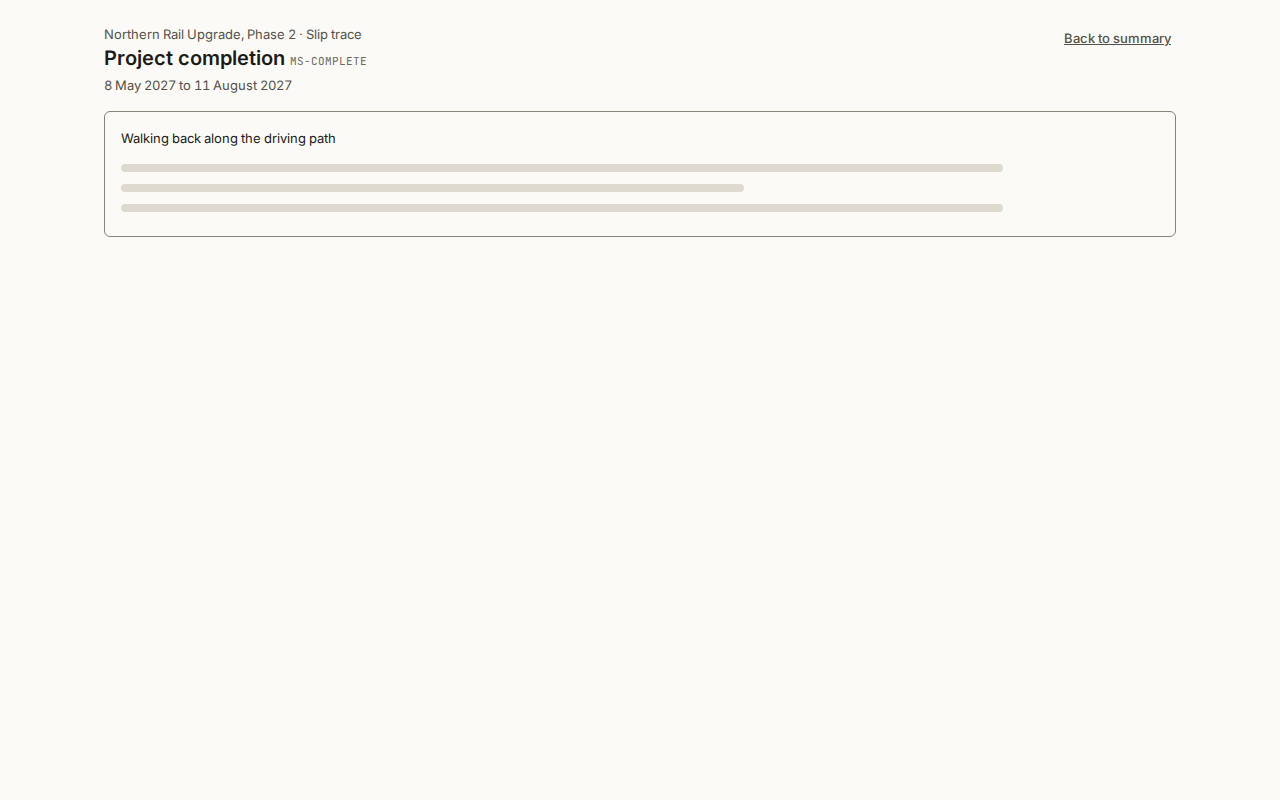 Northern Rail Upgrade, Phase 2 · Slip trace
Back to summary
Project completion MS-COMPLETE
8 May 2027 to 11 August 2027
Walking back along the driving path